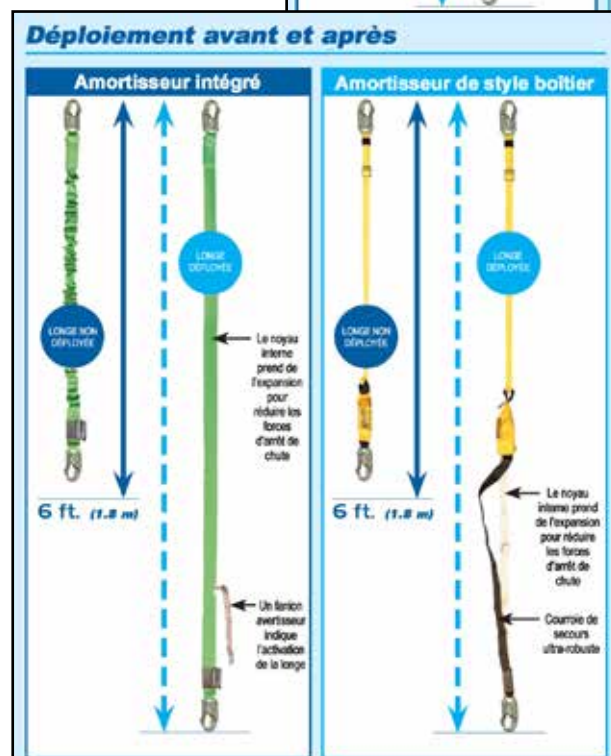 Déploiement avant et après
Amortisseur intégré
LONGE NON
DÉPLOYÉE
LONGE
DÉPLOYÉE
Le noyau
interne
prend de
l'expansion
pour
réduire les
forces
d'arrêt de
chute
6 ft. (1.8 m)
Un fanion
avertisseur
indique
l'activation
de la longe
Amortisseur de style boîtier
LONGE NON
DÉPLOYÉE
LONGE
DÉPLOYÉE
6 ft. (1.8 m)
Le noyau
interne prend
de l'expansion
pour réduire
les forces
d'arrêt de
chute
Courroie de
secours
ultra-robuste